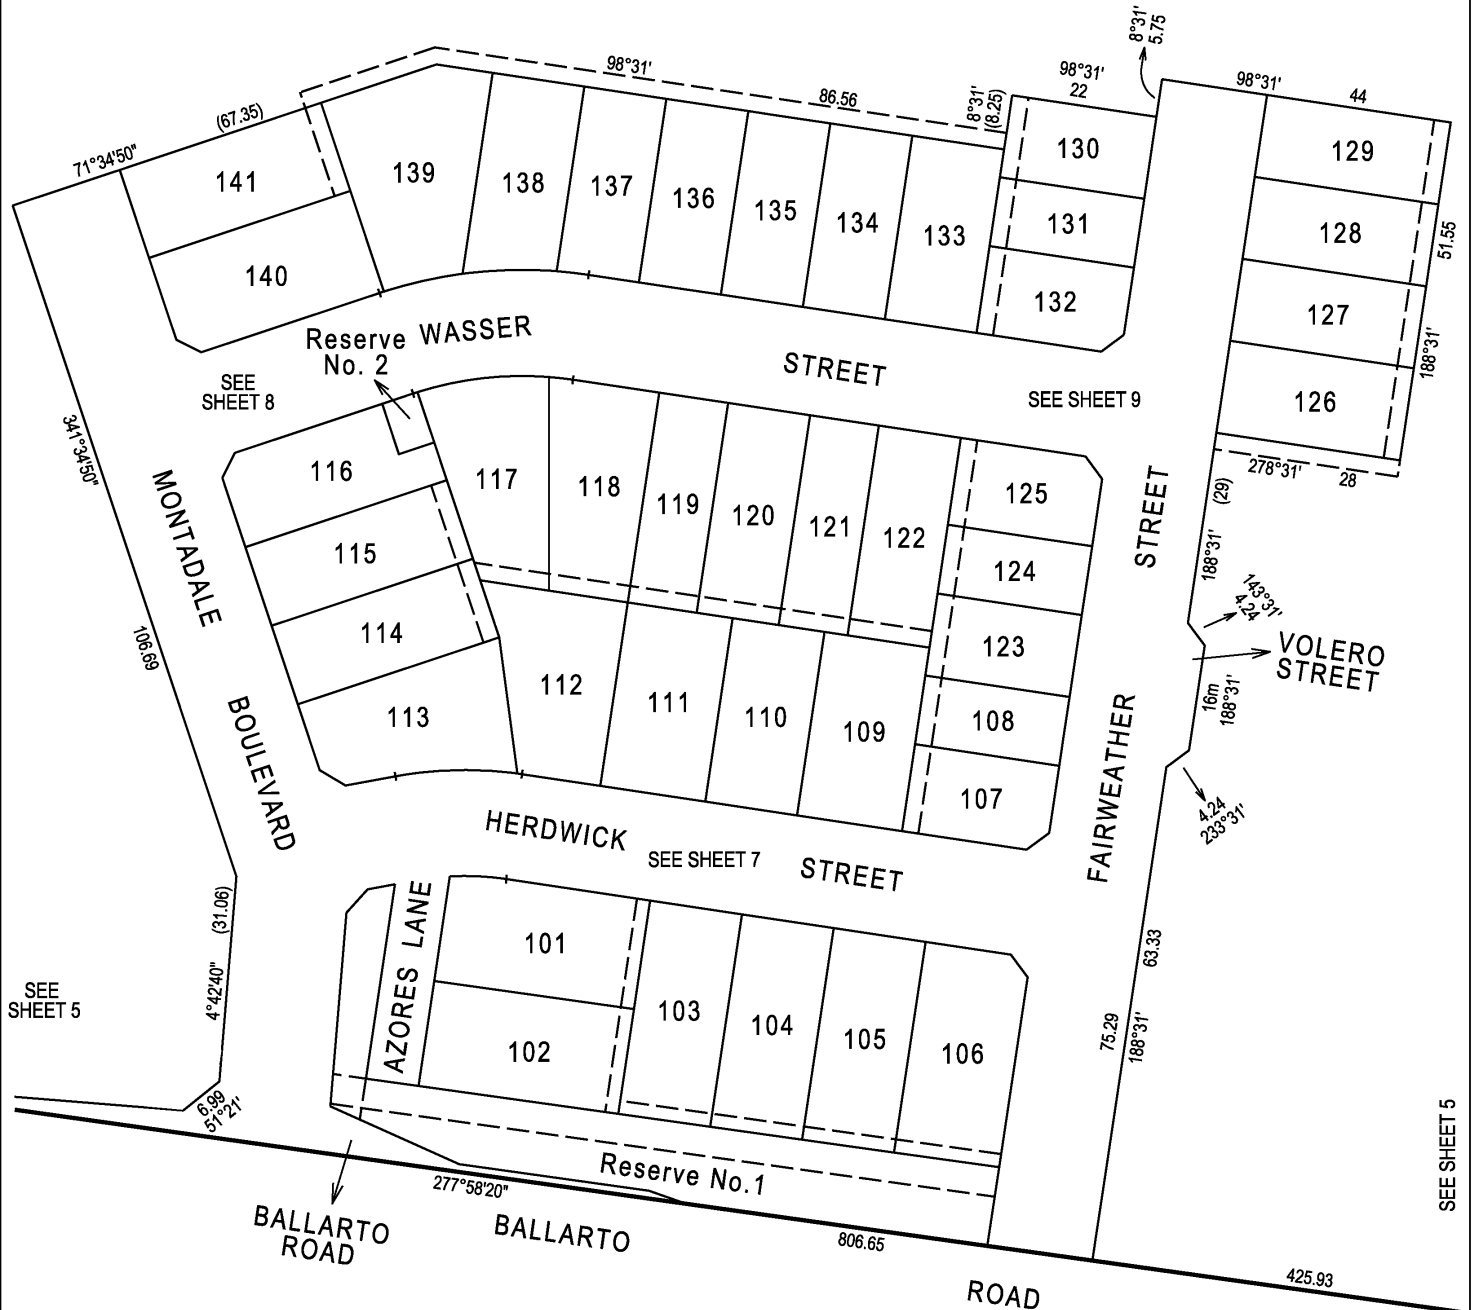 8°31'
5.75
98°31'
86.56
8°31'
(8.25)
98°31'
22
98°31'
44
(67.35)
71°34'50"
141
139
138
137
136
135
134
133
130
131
132
129
128
127
126
140
51.55
188°31'
278°31'
28
(29)
188°31'
Reserve
No. 2
WASSER
STREET
SEE
SHEET 8
SEE SHEET 9
341°34'50"
106.69
MONTADALE
BOULEVARD
116
115
114
113
117
118
119
120
121
122
125
124
123
108
107
112
111
110
109
STREET
FAIRWEATHER
143°31'
4.24
VOLERO
STREET
16m
188°31'
4.24
233°31'
HERDWICK
STREET
SEE SHEET 7
AZORES LANE
101
102
103
104
105
106
(31.06)
4°42'40"
SEE
SHEET 5
6.99
51°21'
63.33
75.29
188°31'
SEE SHEET 5
Reserve No.1
277°58'20"
BALLARTO
ROAD
BALLARTO
ROAD
806.65
425.93